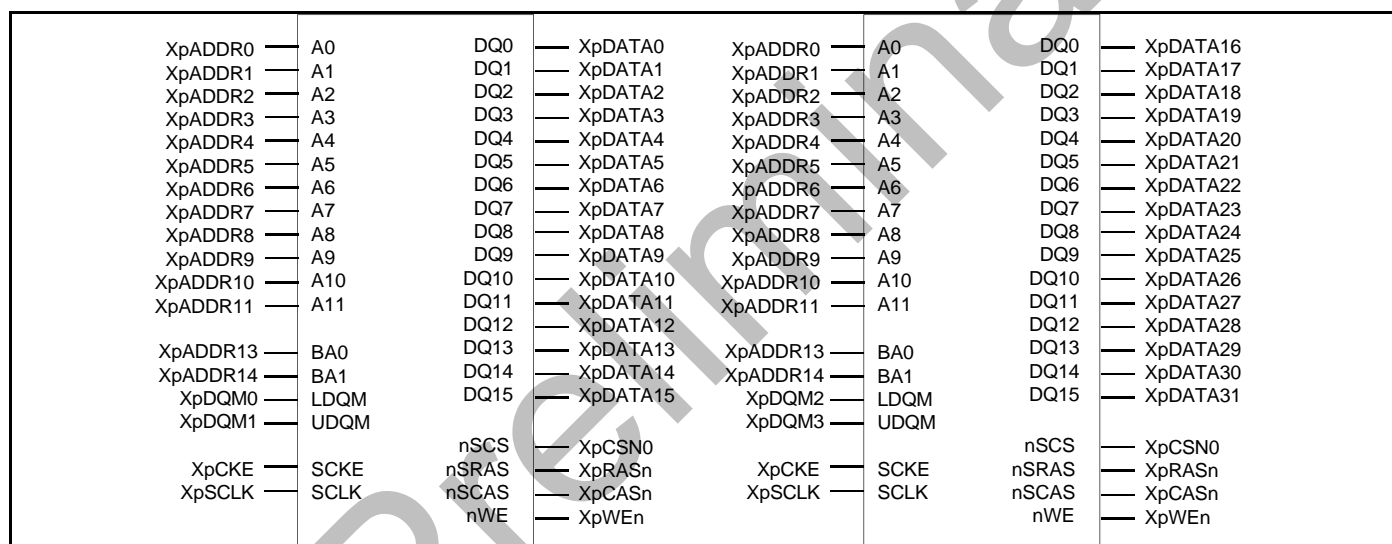 XpADDR0 A0 DQ0 XpDATA0 XpADDR0 A0 DQ0 XpDATA16
XpADDR1 A1 DQ1 XpDATA1 XpADDR1 A1 DQ1 XpDATA17
XpADDR2 A2 DQ2 XpDATA2 XpADDR2 A2 DQ2 XpDATA18
XpADDR3 A3 DQ3 XpDATA3 XpADDR3 A3 DQ3 XpDATA19
XpADDR4 A4 DQ4 XpDATA4 XpADDR4 A4 DQ4 XpDATA20
XpADDR5 A5 DQ5 XpDATA5 XpADDR5 A5 DQ5 XpDATA21
XpADDR6 A6 DQ6 XpDATA6 XpADDR6 A6 DQ6 XpDATA22
XpADDR7 A7 DQ7 XpDATA7 XpADDR7 A7 DQ7 XpDATA23
XpADDR8 A8 DQ8 XpDATA8 XpADDR8 A8 DQ8 XpDATA24
XpADDR9 A9 DQ9 XpDATA9 XpADDR9 A9 DQ9 XpDATA25
XpADDR10 A10 DQ10 XpDATA10 XpADDR10 A10 DQ10 XpDATA26
XpADDR11 A11 DQ11 XpDATA11 XpADDR11 A11 DQ11 XpDATA27
DQ12 XpDATA12 DQ12 XpDATA28
XpADDR13 BA0 DQ13 XpDATA13 XpADDR13 BA0 DQ13 XpDATA29
XpADDR14 BA1 DQ14 XpDATA14 XpADDR14 BA1 DQ14 XpDATA30
XpDQM0 LDQM DQ15 XpDATA15 XpDQM2 LDQM DQ15 XpDATA31
XpDQM1 UDQM XpDQM3 UDQM
nSCS XpCSN0 nSCS XpCSN0
XpCKE SCKE nSRAS XpRASn XpCKE SCKE nSRAS XpRASn
XpSCLK SCLK nSCAS XpCASn XpSCLK SCLK nSCAS XpCASn
nWE XpWEn nWE XpWEn
Prelimina